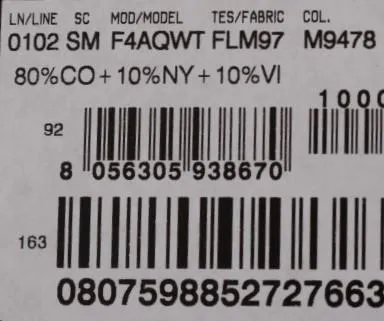 LN/LINE SC MOD/MODEL TES/FABRIC COL.
0102 SM F4AQWT FLM97 M9478
80%CO+10%NY+10%VI
1000
92
8 056305 938670
163
0807598852727663